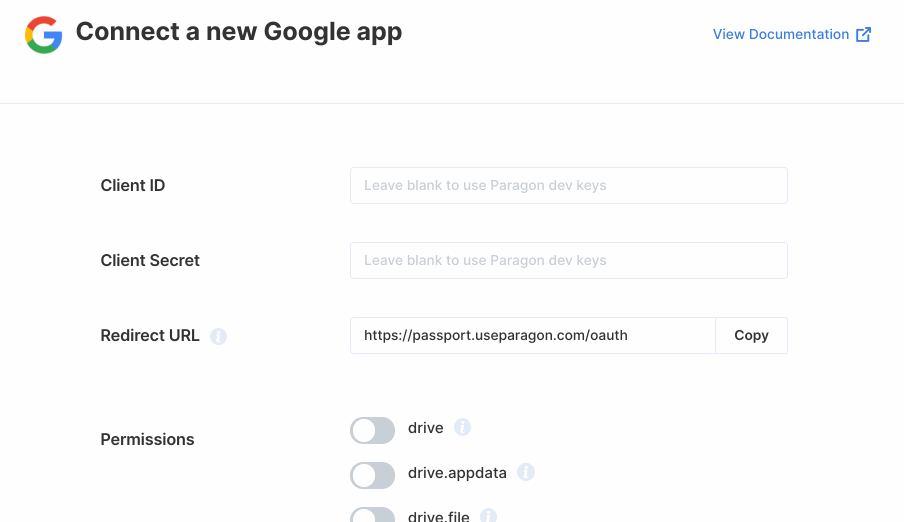 Connect a new Google app
View Documentation
Client ID
Leave blank to use Paragon dev keys
Client Secret
Leave blank to use Paragon dev keys
Redirect URL
https://passport.useparagon.com/oauth
Copy
Permissions
drive
drive.appdata
drive.file